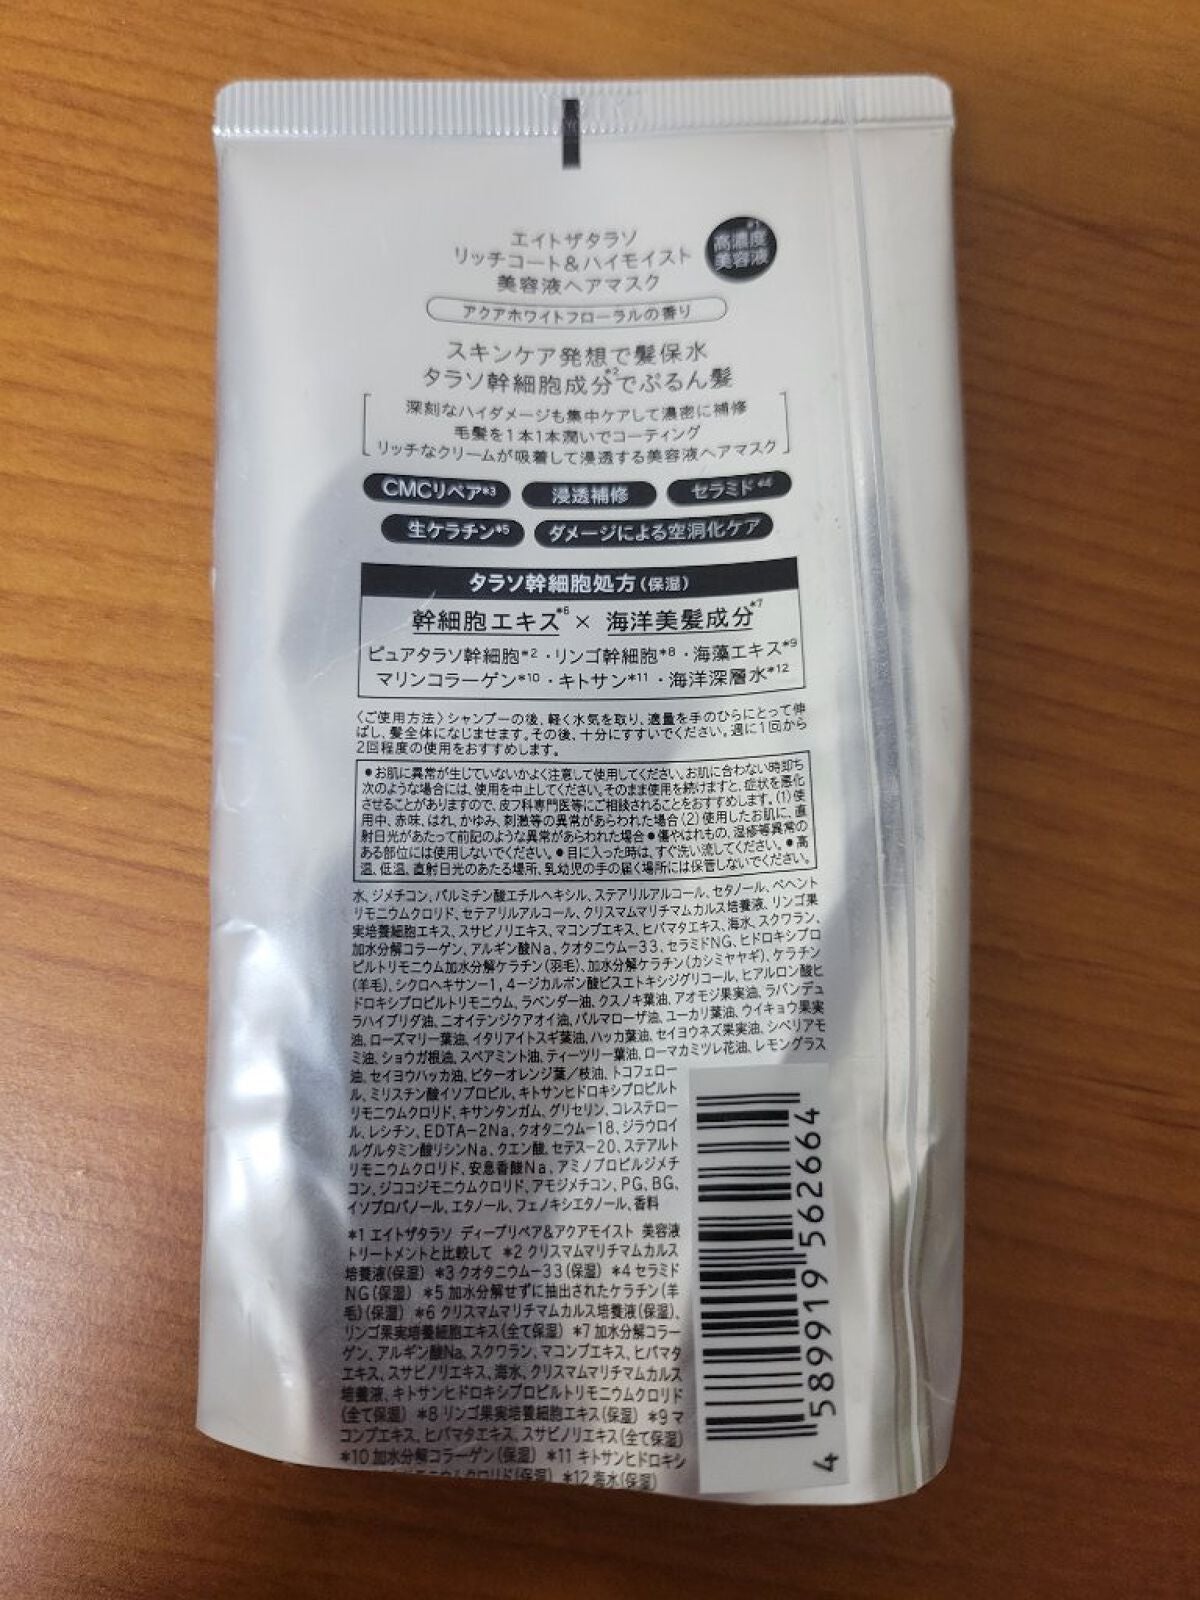 エイトザタラソ
リッチコート&ハイモイスト
美容液ヘアマスク
*1
高濃度
美容液
アクアホワイトフローラルの香り
スキンケア発想で髪保水
タラソ幹細胞成分*2でぷるん髪
深刻なハイダメージも集中ケアして濃密に補修
毛髪を1本1本潤いでコーティング
リッチなクリームが吸着して浸透する美容液ヘアマスク
CMCリペア*3 浸透補修 セラミド*4
生ケラチン*5 ダメージによる空洞化ケア
タラソ幹細胞処方(保湿)
幹細胞エキス*6 × 海洋美髪成分*7
ピュアタラソ幹細胞*2・リンゴ幹細胞*8・海藻エキス*9
マリンコラーゲン*10・キトサン*11・海洋深層水*12
〈ご使用方法〉シャンプーの後、軽く水気を取り、適量を手のひらにとって伸
ばし、髪全体になじませます。その後、十分にすすいでください。週に1回から
2回程度の使用をおすすめします。
●お肌に異常が生じていないかよく注意して使用してください。お肌に合わない時即ち
次のような場合には、使用を中止してください。そのまま使用を続けますと、症状を悪化
させることがありますので、皮フ科専門医等にご相談されることをおすすめします。(1)使
用中、赤味、はれ、かゆみ、刺激等の異常があらわれた場合(2)使用したお肌に、直
射日光があたって前記のような異常があらわれた場合●傷やはれもの、湿疹等異常の
ある部位には使用しないでください。●目に入った時は、すぐ洗い流してください。●高
温、低温、直射日光のあたる場所、乳幼児の手の届く場所には保管しないでください。
水、ジメチコン、パルミチン酸エチルヘキシル、ステアリルアルコール、セタノール、ベヘント
リモニウムクロリド、セテアリルアルコール、クリスマムマリチマムカルス培養液、リンゴ果
実培養細胞エキス、スサビノリエキス、マコンブエキス、ヒバマタエキス、海水、スクワラン、
加水分解コラーゲン、アルギン酸Na、クオタニウム-33、セラミドNG、ヒドロキシプロ
ピルトリモニウム加水分解ケラチン(羽毛)、加水分解ケラチン(カシミヤヤギ)、ケラチン
(羊毛)、シクロヘキサン-1,4-ジカルボン酸ビスエトキシジグリコール、ヒアルロン酸ヒ
ドロキシプロピルトリモニウム、ラベンダー油、クスノキ葉油、アオモジ果実油、ラバンデュ
ラハイブリダ油、ニオイテンジクアオイ油、パルマローザ油、ユーカリ葉油、ウイキョウ果実
油、ローズマリー葉油、イタリアイトスギ葉油、ハッカ葉油、セイヨウネズ果実油、シベリアモ
ミ油、ショウガ根油、スペアミント油、ティーツリー葉油、ローマカミツレ花油、レモングラス
油、セイヨウハッカ油、ビターオレンジ葉/枝油、トコフェロー
ル、ミリスチン酸イソプロピル、キトサンヒドロキシプロピルト
リモニウムクロリド、キサンタンガム、グリセリン、コレステロー
ル、レシチン、EDTA-2Na、クオタニウム-18、ジラウロイ
ルグルタミン酸リシンNa、クエン酸、セテス-20、ステアルト
リモニウムクロリド、安息香酸Na、アミノプロピルジメチ
コン、ジココジモニウムクロリド、アモジメチコン、PG、BG、
イソプロパノール、エタノール、フェノキシエタノール、香料
*1 エイトザタラソ ディープリペア&アクアモイスト 美容液
トリートメントと比較して *2 クリスマムマリチマムカルス
培養液(保湿) *3 クオタニウム-33(保湿) *4 セラミド
NG(保湿) *5 加水分解せずに抽出されたケラチン(羊
毛)(保湿) *6 クリスマムマリチマムカルス培養液(保湿)、
リンゴ果実培養細胞エキス(全て保湿) *7 加水分解コラー
ゲン、アルギン酸Na、スクワラン、マコンブエキス、ヒバマタ
エキス、スサビノリエキス、海水、クリスマムマリチマムカルス
培養液、キトサンヒドロキシプロピルトリモニウムクロリド
(全て保湿) *8 リンゴ果実培養細胞エキス(保湿) *9 マ
コンブエキス、ヒバマタエキス、スサビノリエキス(全て保湿)
*10 加水分解コラーゲン(保湿) *11 キトサンヒドロキシ
モニウムクロリド(保湿) *12 海水(保湿)
4 589919 562664